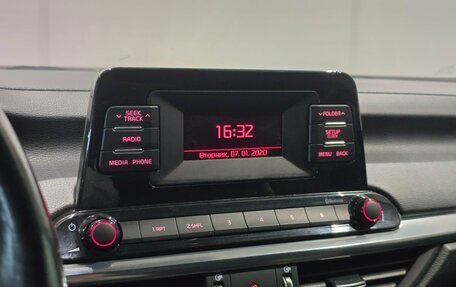 SEEK
TRACK
RADIO
MEDIA PHONE
16:32
Вторник, 07. 01. 2020
FOLDER
SETUP
MENU BACK
1 RPT
2 SHFL
3
4
5
6
Bluetooth